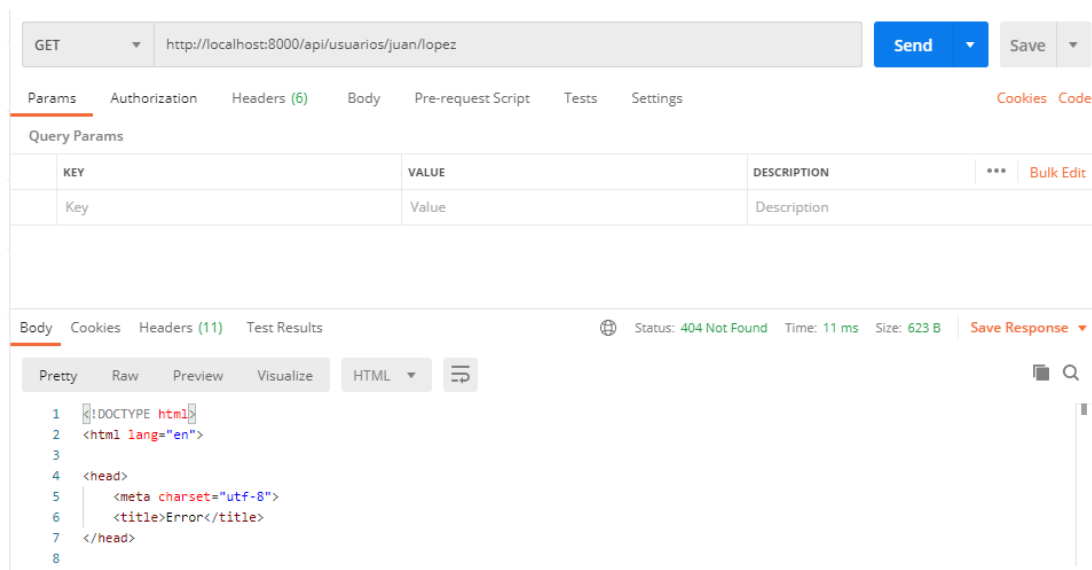 GET http://localhost:8000/api/usuarios/juan/lopez Send Save
Params Authorization Headers (6) Body Pre-request Script Tests Settings Cookies Code
Query Params
KEY VALUE DESCRIPTION ••• Bulk Edit
Key Value Description
Body Cookies Headers (11) Test Results Status: 404 Not Found Time: 11 ms Size: 623 B Save Response
Pretty Raw Preview Visualize HTML
1 <!DOCTYPE html>
2 <html lang="en">
3
4 <head>
5 <meta charset="utf-8">
6 <title>Error</title>
7 </head>
8